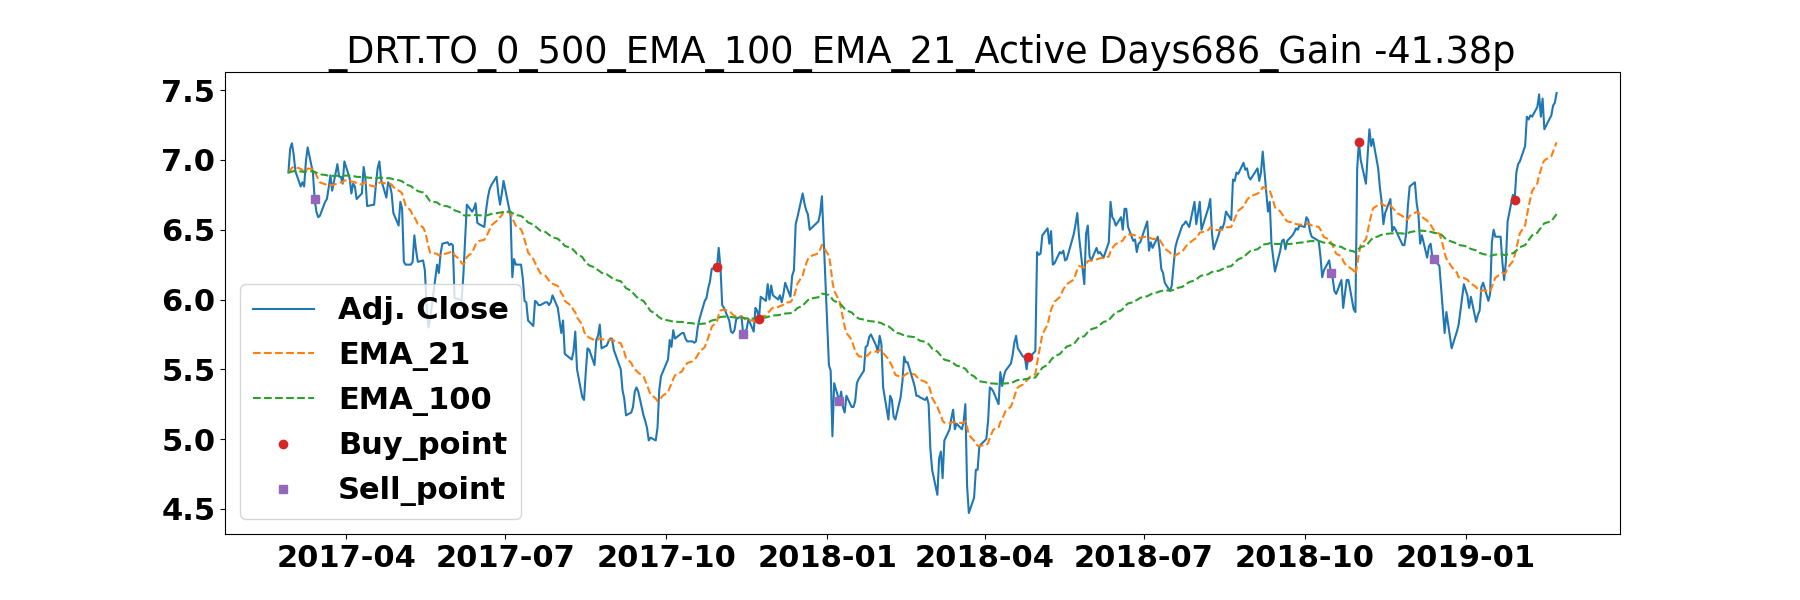 _DRT.TO_0_500_EMA_100_EMA_21_Active Days686_Gain -41.38p
7.5
7.0
6.5
6.0
5.5
5.0
4.5
Adj. Close
EMA_21
EMA_100
Buy_point
Sell_point
2017-04 2017-07 2017-10 2018-01 2018-04 2018-07 2018-10 2019-01